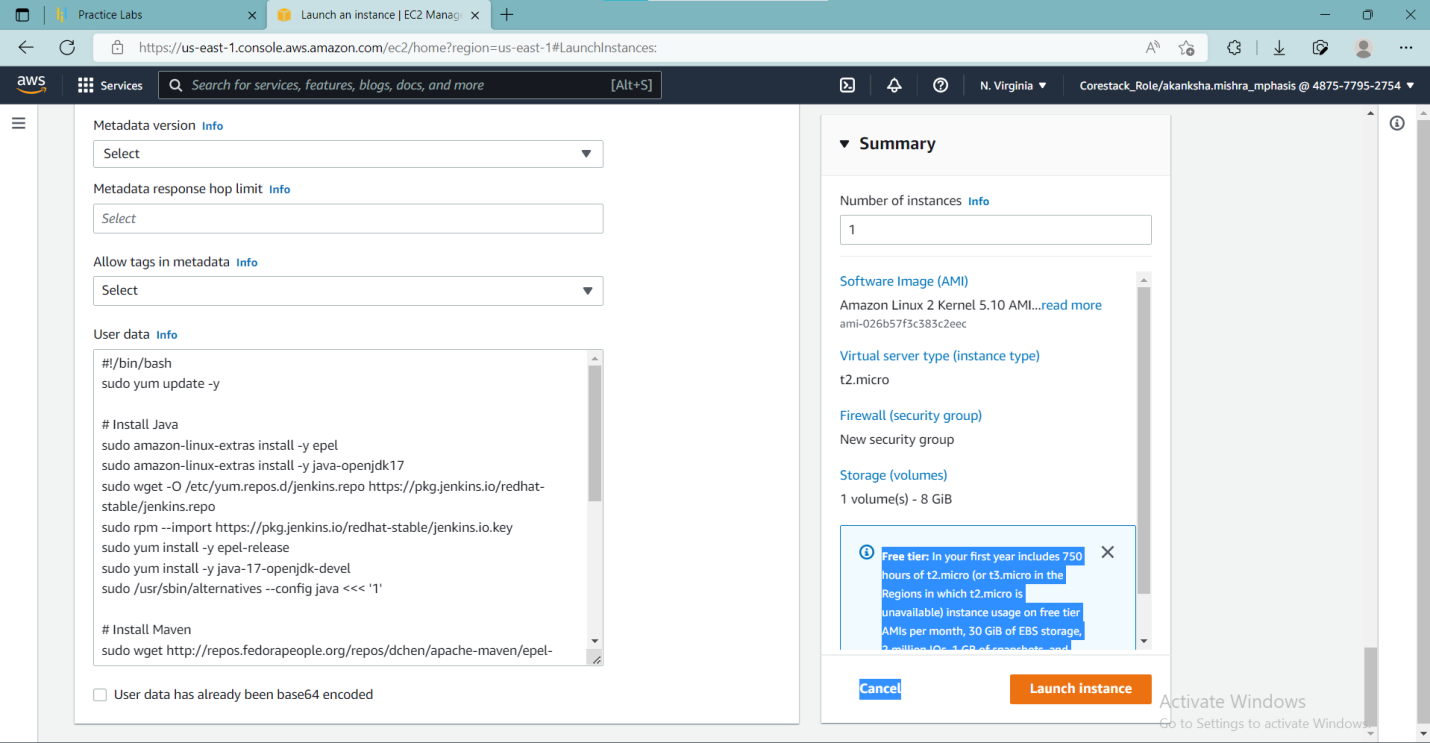 Practice Labs
Launch an instance | EC2 Manag
https://us-east-1.console.aws.amazon.com/ec2/home?region=us-east-1#LaunchInstances:
aws
Services
Search for services, features, blogs, docs, and more
[Alt+S]
N. Virginia
Corestack_Role/akanksha.mishra_mphasis @ 4875-7795-2754
Metadata version Info
Select
Metadata response hop limit Info
Select
Allow tags in metadata Info
Select
User data Info
#!/bin/bash
sudo yum update -y
# Install Java
sudo amazon-linux-extras install -y epel
sudo amazon-linux-extras install -y java-openjdk17
sudo wget -O /etc/yum.repos.d/jenkins.repo https://pkg.jenkins.io/redhat-
stable/jenkins.repo
sudo rpm --import https://pkg.jenkins.io/redhat-stable/jenkins.io.key
sudo yum install -y epel-release
sudo yum install -y java-17-openjdk-devel
sudo /usr/sbin/alternatives --config java <<< '1'
# Install Maven
sudo wget http://repos.fedorapeople.org/repos/dchen/apache-maven/epel-
User data has already been base64 encoded
Summary
Number of instances Info
1
Software Image (AMI)
Amazon Linux 2 Kernel 5.10 AMI...read more
ami-026b57f3c383c2eec
Virtual server type (instance type)
t2.micro
Firewall (security group)
New security group
Storage (volumes)
1 volume(s) - 8 GiB
Free tier: In your first year includes 750
hours of t2.micro (or t3.micro in the
Regions in which t2.micro is
unavailable) instance usage on free tier
AMIs per month, 30 GiB of EBS storage,
2 million IOs, 1 GB of snapshots, and
Cancel
Launch instance
Activate Windows
Go to Settings to activate Windows.